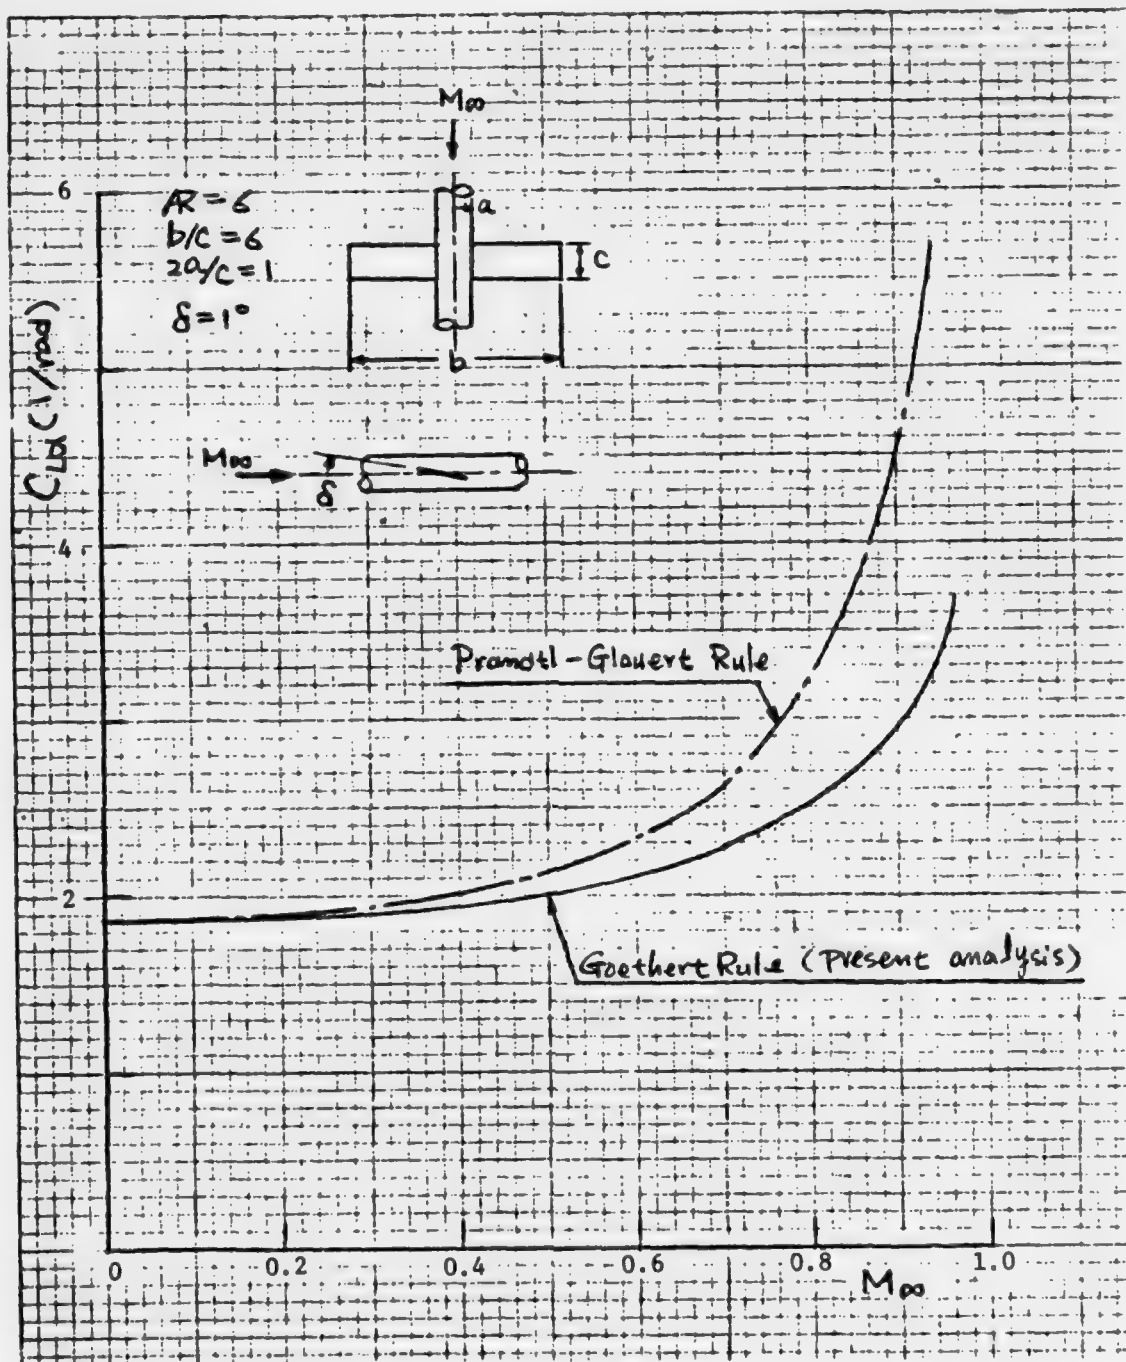 M∞
6
AR = 6
b/c = 6
2a/c = 1
δ = 1°
a
c
b
CLα (1/rad)
M∞
δ
4
Prandtl-Glauert Rule
2
Goethert Rule (Present analysis)
0
0.2
0.4
0.6
0.8
1.0
M∞